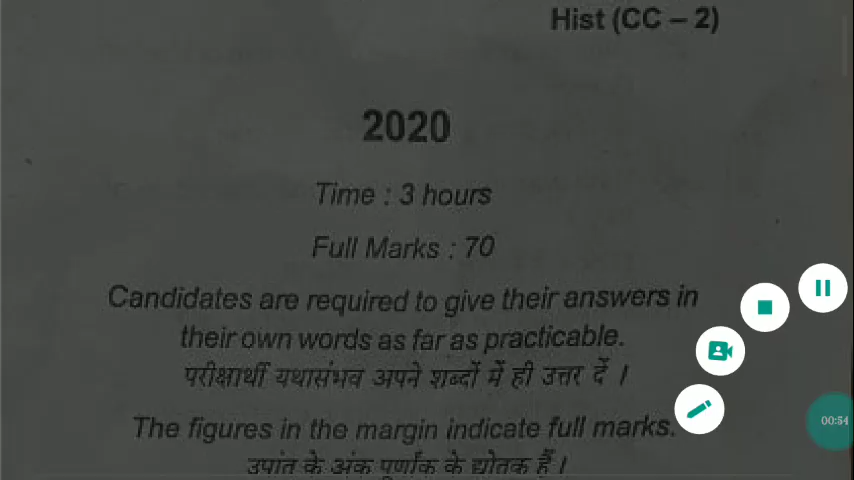 Hist (CC – 2)
2020
Time : 3 hours
Full Marks : 70
Candidates are required to give their answers in
their own words as far as practicable.
परीक्षार्थी यथासंभव अपने शब्दों में ही उत्तर दें ।
The figures in the margin indicate full marks.
उपांत के अंक पूर्णांक के द्योतक हैं ।
00:54